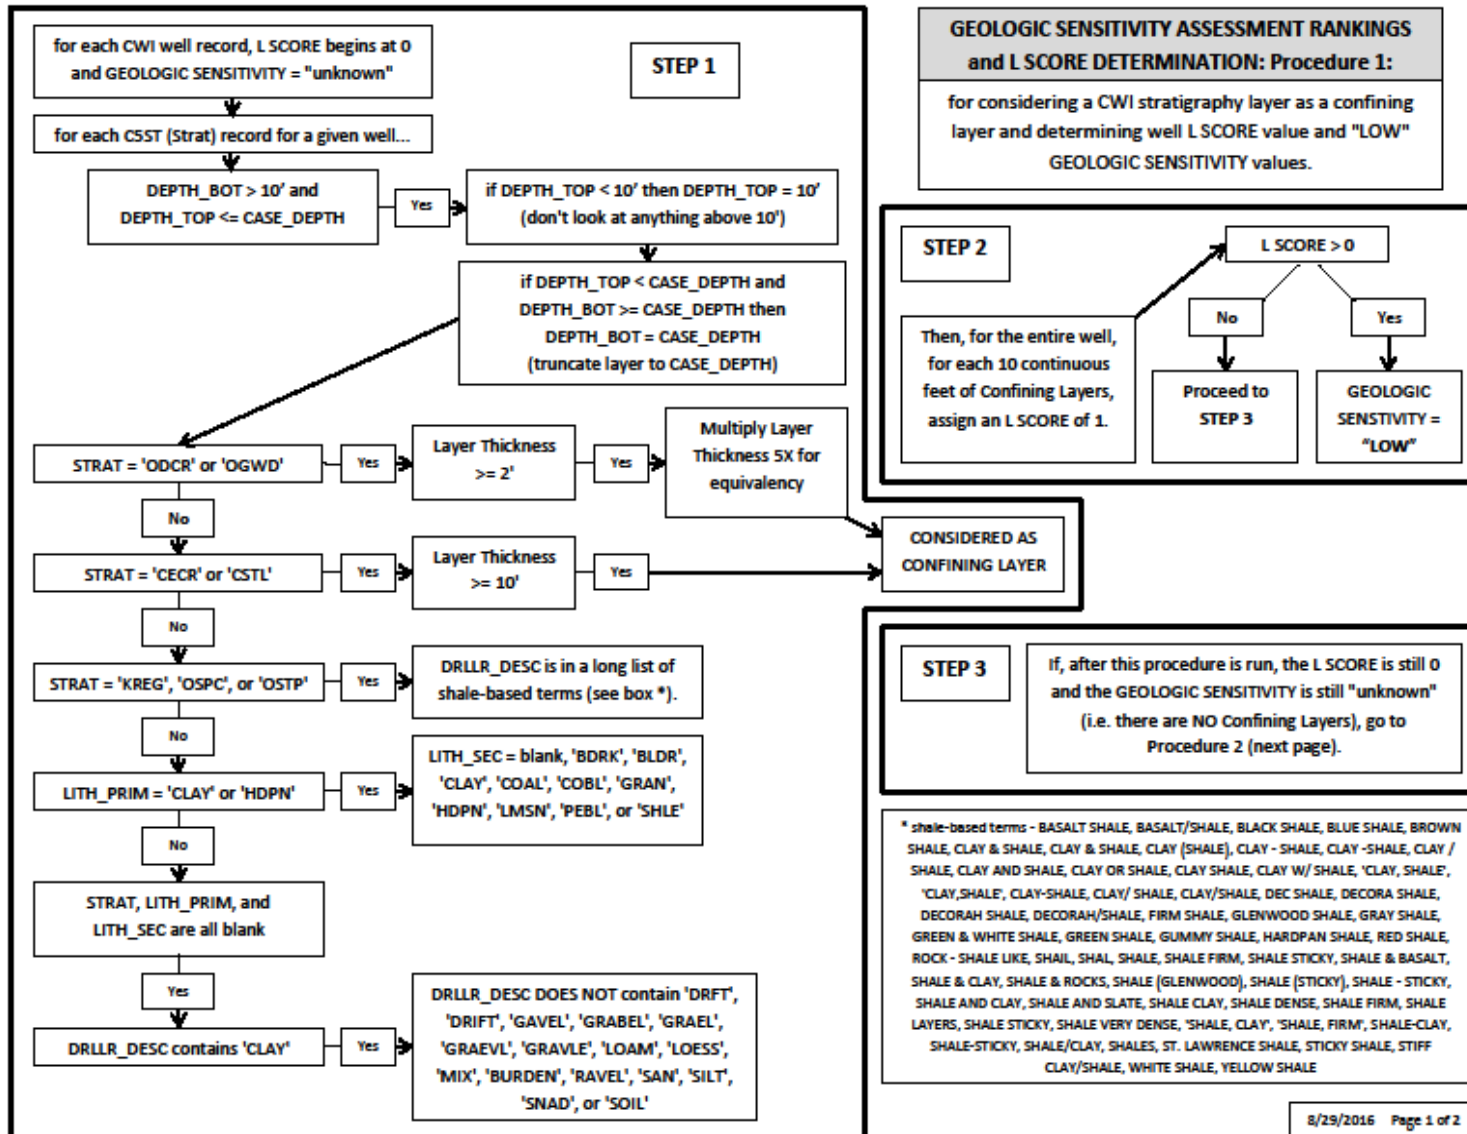 for each CWI well record, L SCORE begins at 0
and GEOLOGIC SENSITIVITY = "unknown"
STEP 1
for each C5ST (Strat) record for a given well...
DEPTH_BOT > 10' and
DEPTH_TOP <= CASE_DEPTH
Yes
if DEPTH_TOP < 10' then DEPTH_TOP = 10'
(don't look at anything above 10')
if DEPTH_TOP < CASE_DEPTH and
DEPTH_BOT >= CASE_DEPTH then
DEPTH_BOT = CASE_DEPTH
(truncate layer to CASE_DEPTH)
STRAT = 'ODCR' or 'OGWD'
Yes
Layer Thickness
>= 2'
Yes
Multiply Layer
Thickness 5X for
equivalency
No
STRAT = 'CECR' or 'CSTL'
Yes
Layer Thickness
>= 10'
Yes
CONSIDERED AS
CONFINING LAYER
No
STRAT = 'KREG', 'OSPC', or 'OSTP'
Yes
DRLLR_DESC is in a long list of
shale-based terms (see box *).
No
LITH_PRIM = 'CLAY' or 'HDPN'
Yes
LITH_SEC = blank, 'BDRK', 'BLDR',
'CLAY', 'COAL', 'COBL', 'GRAN',
'HDPN', 'LMSN', 'PEBL', or 'SHLE'
No
STRAT, LITH_PRIM, and
LITH_SEC are all blank
Yes
DRLLR_DESC contains 'CLAY'
Yes
DRLLR_DESC DOES NOT contain 'DRFT',
'DRIFT', 'GAVEL', 'GRABEL', 'GRAEL',
'GRAEVL', 'GRAVLE', 'LOAM', 'LOESS',
'MIX', 'BURDEN', 'RAVEL', 'SAN', 'SILT',
'SNAD', or 'SOIL'
GEOLOGIC SENSITIVITY ASSESSMENT RANKINGS
and L SCORE DETERMINATION: Procedure 1:
for considering a CWI stratigraphy layer as a confining
layer and determining well L SCORE value and "LOW"
GEOLOGIC SENSITIVITY values.
STEP 2
L SCORE > 0
Then, for the entire well,
for each 10 continuous
feet of Confining Layers,
assign an L SCORE of 1.
No
Yes
Proceed to
STEP 3
GEOLOGIC
SENSTIVITY =
"LOW"
STEP 3
If, after this procedure is run, the L SCORE is still 0
and the GEOLOGIC SENSITIVITY is still "unknown"
(i.e. there are NO Confining Layers), go to
Procedure 2 (next page).
* shale-based terms - BASALT SHALE, BASALT/SHALE, BLACK SHALE, BLUE SHALE, BROWN
SHALE, CLAY & SHALE, CLAY & SHALE, CLAY (SHALE), CLAY - SHALE, CLAY -SHALE, CLAY /
SHALE, CLAY AND SHALE, CLAY OR SHALE, CLAY SHALE, CLAY W/ SHALE, 'CLAY, SHALE',
'CLAY,SHALE', CLAY-SHALE, CLAY/ SHALE, CLAY/SHALE, DEC SHALE, DECORA SHALE,
DECORAH SHALE, DECORAH/SHALE, FIRM SHALE, GLENWOOD SHALE, GRAY SHALE,
GREEN & WHITE SHALE, GREEN SHALE, GUMMY SHALE, HARDPAN SHALE, RED SHALE,
ROCK - SHALE LIKE, SHAIL, SHAL, SHALE, SHALE FIRM, SHALE STICKY, SHALE & BASALT,
SHALE & CLAY, SHALE & ROCKS, SHALE (GLENWOOD), SHALE (STICKY), SHALE - STICKY,
SHALE AND CLAY, SHALE AND SLATE, SHALE CLAY, SHALE DENSE, SHALE FIRM, SHALE
LAYERS, SHALE STICKY, SHALE VERY DENSE, 'SHALE, CLAY', 'SHALE, FIRM', SHALE-CLAY,
SHALE-STICKY, SHALE/CLAY, SHALES, ST. LAWRENCE SHALE, STICKY SHALE, STIFF
CLAY/SHALE, WHITE SHALE, YELLOW SHALE
8/29/2016 Page 1 of 2